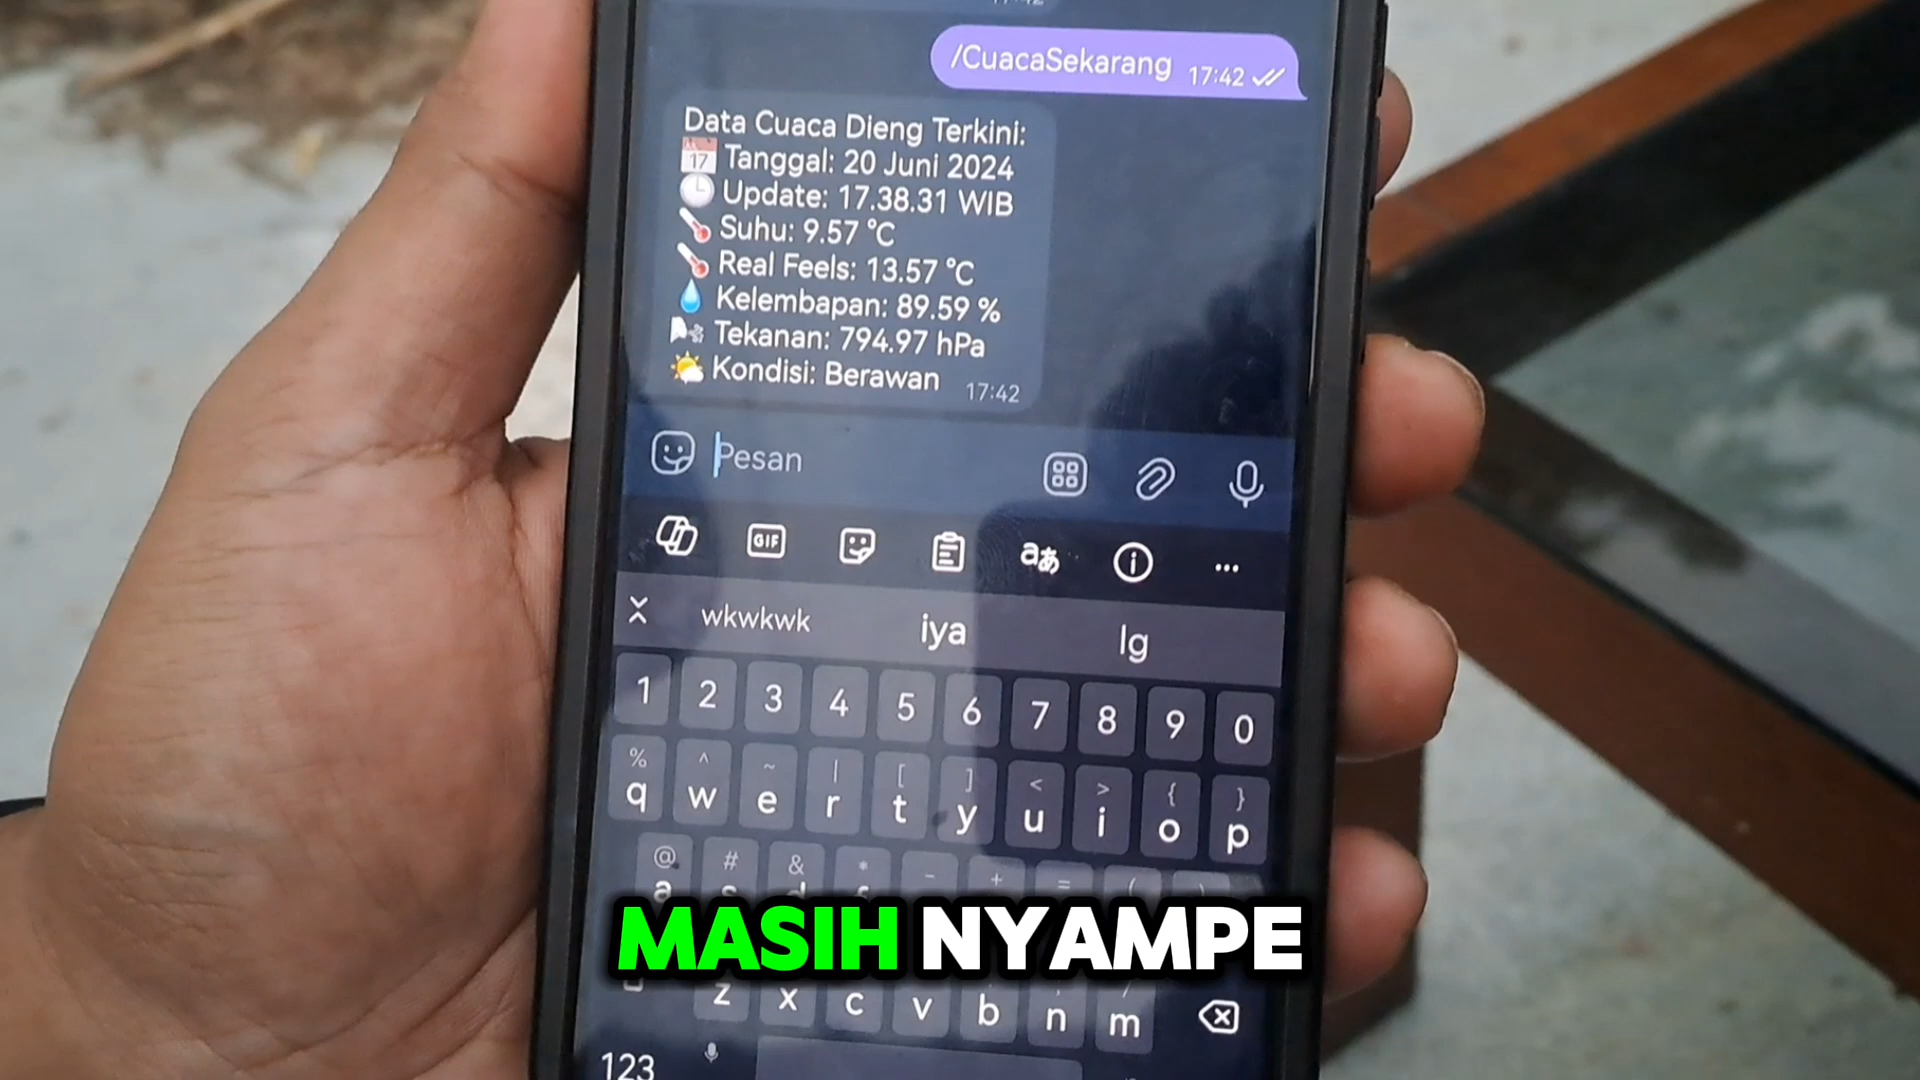 /CuacaSekarang 17:42
Data Cuaca Dieng Terkini:
17 Tanggal: 20 Juni 2024
Update: 17.38.31 WIB
Suhu: 9.57 °C
Real Feels: 13.57 °C
Kelembapan: 89.59 %
Tekanan: 794.97 hPa
Kondisi: Berawan 17:42
Pesan
GIF aあ
wkwkwk iya lg
1 2 3 4 5 6 7 8 9 0
% ^ ~ | [ ] < > { }
q w e r t y u i o p
@ # & * - + = ( )
a
MASIH NYAMPE
z x c v b n m
123